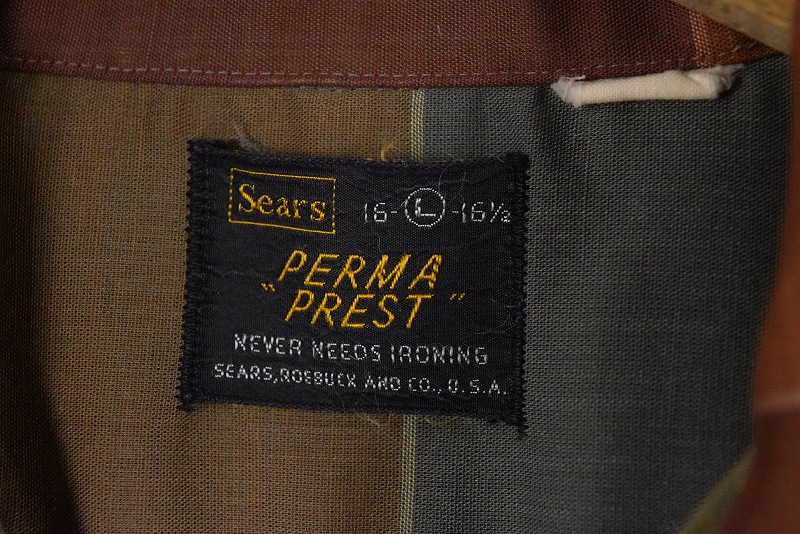 Sears 16-L-16½
"PERMA
PREST"
NEVER NEEDS IRONING
SEARS, ROEBUCK AND CO., U.S.A.